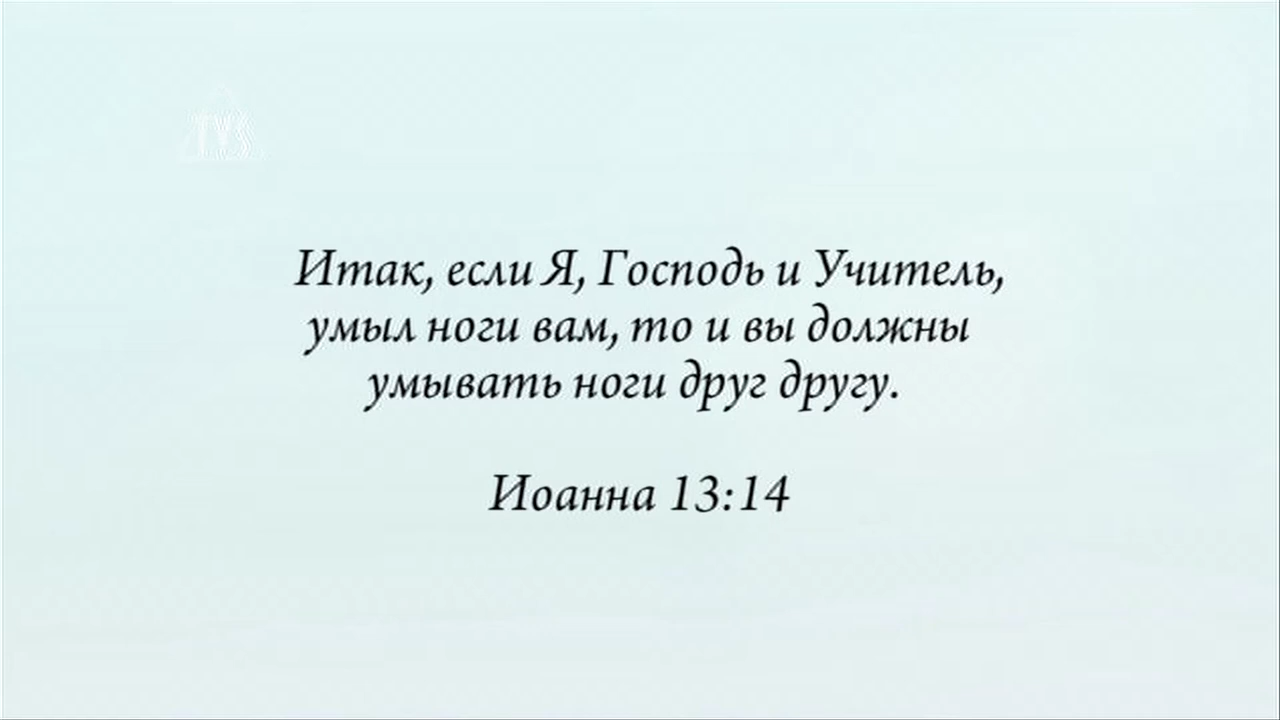 Итак, если Я, Господь и Учитель,
умыл ноги вам, то и вы должны
умывать ноги друг другу.
Иоанна 13:14